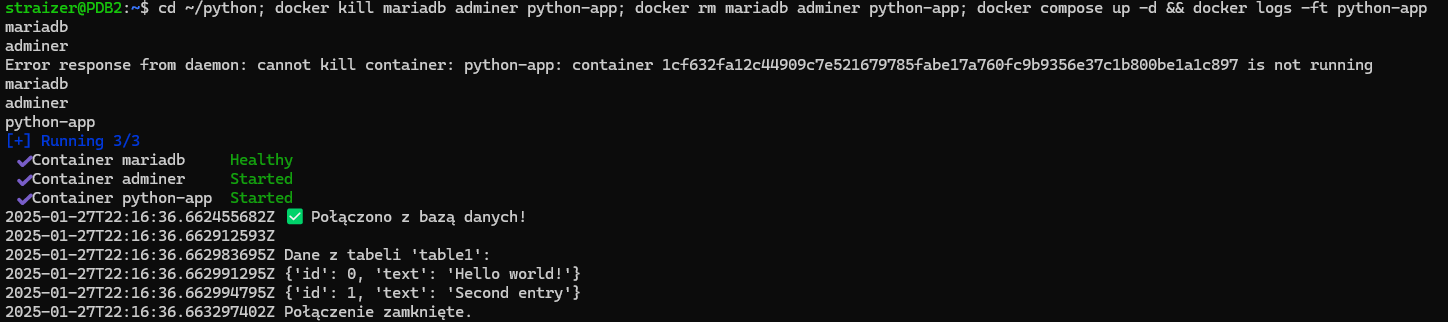 straizer@PDB2:~$ cd ~/python; docker kill mariadb adminer python-app; docker rm mariadb adminer python-app; docker compose up -d && docker logs -ft python-app
mariadb
adminer
Error response from daemon: cannot kill container: python-app: container 1cf632fa12c44909c7e521679785fabe17a760fc9b9356e37c1b800be1a1c897 is not running
mariadb
adminer
python-app
[+] Running 3/3
✔Container mariadb Healthy
✔Container adminer Started
✔Container python-app Started
2025-01-27T22:16:36.662455682Z ✅ Połączono z bazą danych!
2025-01-27T22:16:36.662912593Z
2025-01-27T22:16:36.662983695Z Dane z tabeli 'table1':
2025-01-27T22:16:36.662991295Z {'id': 0, 'text': 'Hello world!'}
2025-01-27T22:16:36.662994795Z {'id': 1, 'text': 'Second entry'}
2025-01-27T22:16:36.663297402Z Połączenie zamknięte.